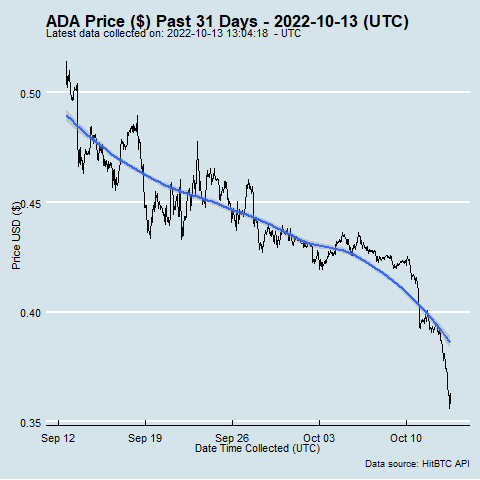 ADA Price ($) Past 31 Days - 2022-10-13 (UTC)
Latest data collected on: 2022-10-13 13:04:18 - UTC
0.50
0.45
0.40
0.35
Price USD ($)
Sep 12 Sep 19 Sep 26 Oct 03 Oct 10
Date Time Collected (UTC)
Data source: HitBTC API